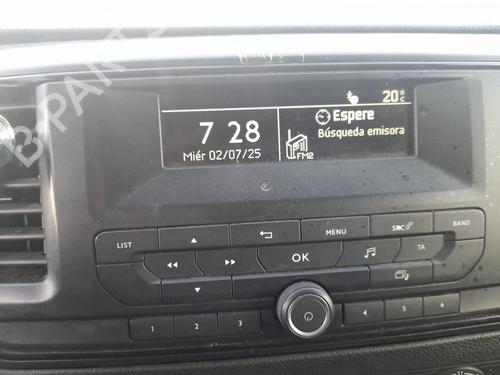 B-PARTS
20°C
7 28
Espere
Búsqueda emisora
Miér 02/07/25
FM2
LIST
MENU
SRC
BAND
OK
TA
1 2 3 4 5 6